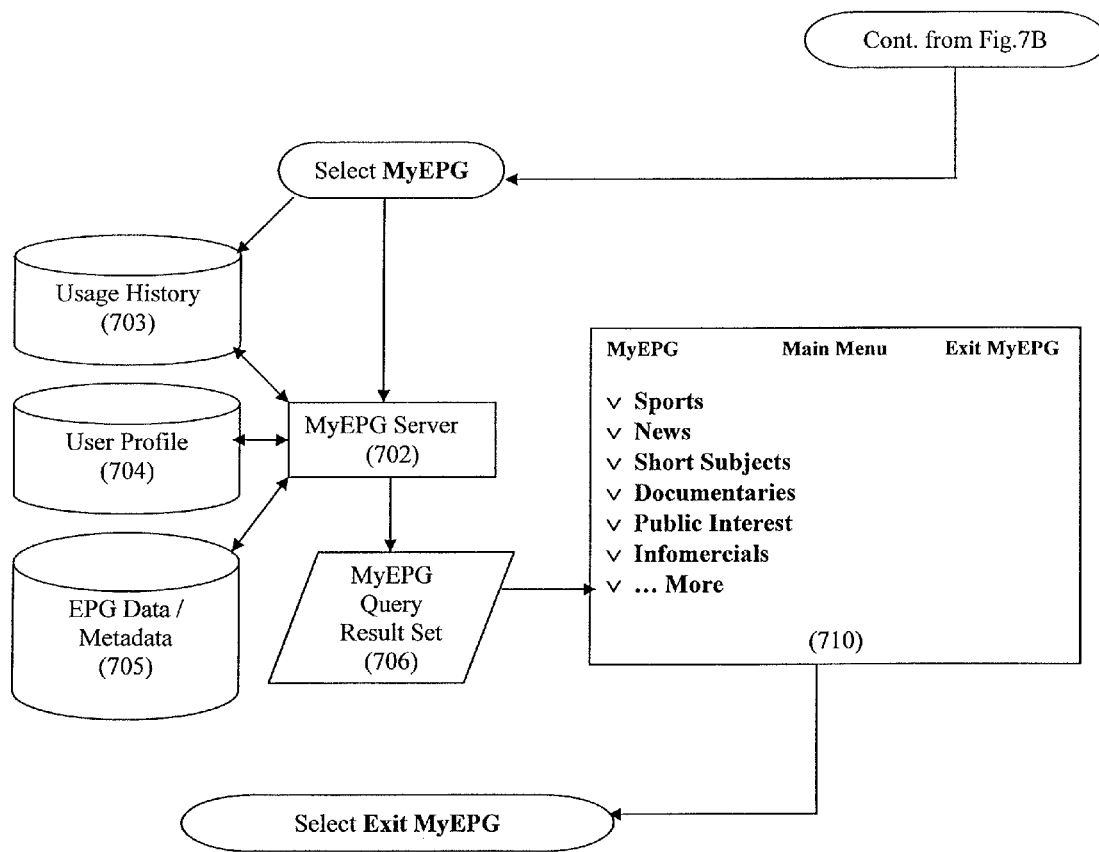 Cont. from Fig.7B
Select MyEPG
Usage History
(703)
User Profile
(704)
EPG Data /
Metadata
(705)
MyEPG Server
(702)
MyEPG
Query
Result Set
(706)
MyEPG Main Menu Exit MyEPG
v Sports
v News
v Short Subjects
v Documentaries
v Public Interest
v Infomercials
v ... More
(710)
Select Exit MyEPG